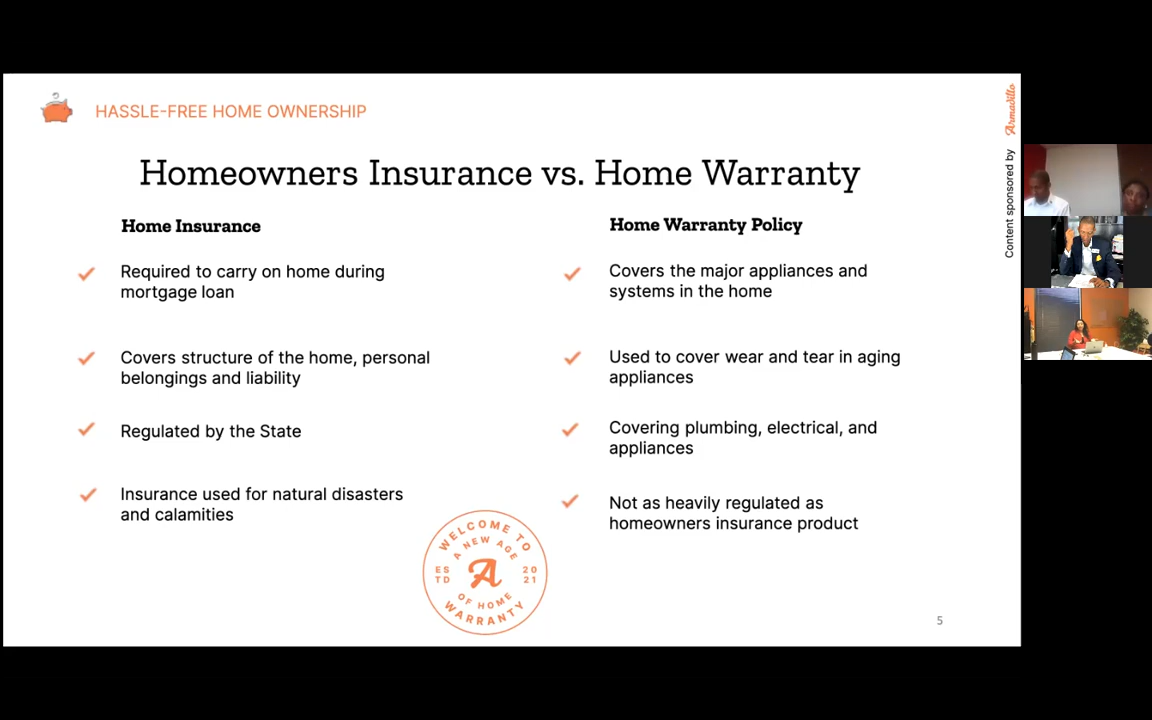 HASSLE-FREE HOME OWNERSHIP
Homeowners Insurance vs. Home Warranty
Home Insurance
Required to carry on home during
mortgage loan
Covers structure of the home, personal
belongings and liability
Regulated by the State
Insurance used for natural disasters
and calamities
Home Warranty Policy
Covers the major appliances and
systems in the home
Used to cover wear and tear in aging
appliances
Covering plumbing, electrical, and
appliances
Not as heavily regulated as
homeowners insurance product
WELCOME TO
A NEW AGE
ES
TD
A
20
21
OF HOME
WARRANTY
5
Content sponsored by Armadillo